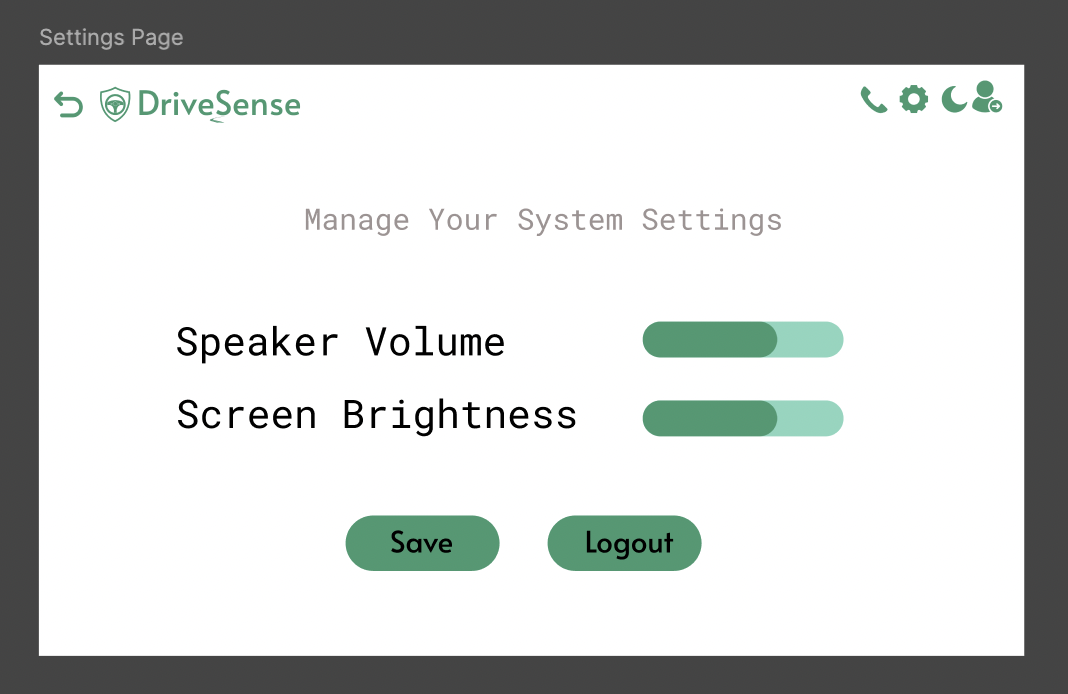 Settings Page
DriveSense
Manage Your System Settings
Speaker Volume
Screen Brightness
Save
Logout